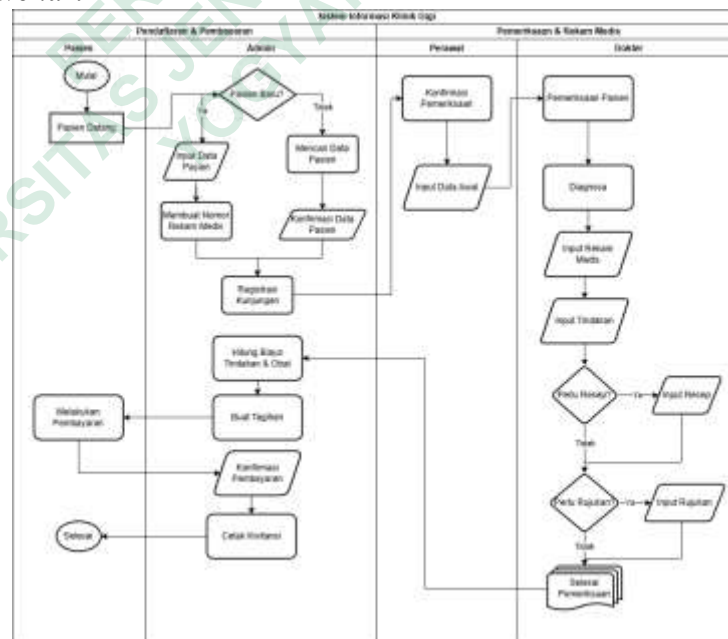 Sistem Informasi Klinik Gigi
Pendaftaran & Pembayaran
Pemeriksaan & Rekam Medis
Pasien
Admin
Perawat
Dokter
Mulai
Pasien Datang
Pasien Baru?
Ya
Tidak
Input Data
Pasien
Mencari Data
Pasien
Membuat Nomor
Rekam Medis
Konfirmasi Data
Pasien
Registrasi
Kunjungan
Konfirmasi
Pemeriksaan
Input Data Awal
Pemeriksaan Pasien
Diagnosa
Input Rekam
Medis
Input Tindakan
Perlu Resep?
Ya
Input Resep
Tidak
Perlu Rujukan?
Ya
Input Rujukan
Tidak
Selesai
Pemeriksaan
Hitung Biaya
Tindakan & Obat
Buat Tagihan
Melakukan
Pembayaran
Konfirmasi
Pembayaran
Cetak Kwitansi
Selesai